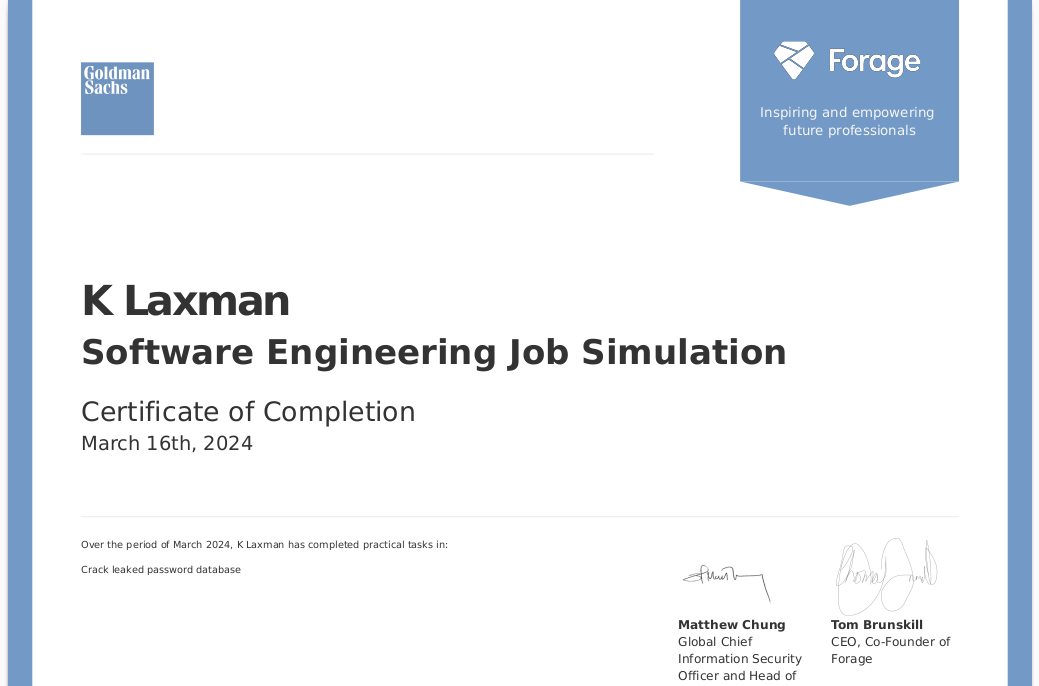 Goldman
Sachs
Forage
Inspiring and empowering
future professionals
K Laxman
Software Engineering Job Simulation
Certificate of Completion
March 16th, 2024
Over the period of March 2024, K Laxman has completed practical tasks in:
Crack leaked password database
Matthew Chung
Global Chief
Information Security
Officer and Head of
Tom Brunskill
CEO, Co-Founder of
Forage